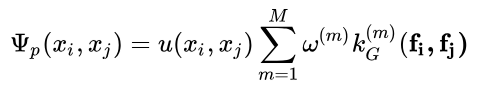 Ψ_p(x_i, x_j) = u(x_i, x_j) ∑_{m=1}^{M} ω^{(m)} k_G^{(m)}(𝐟_𝐢, 𝐟_𝐣)